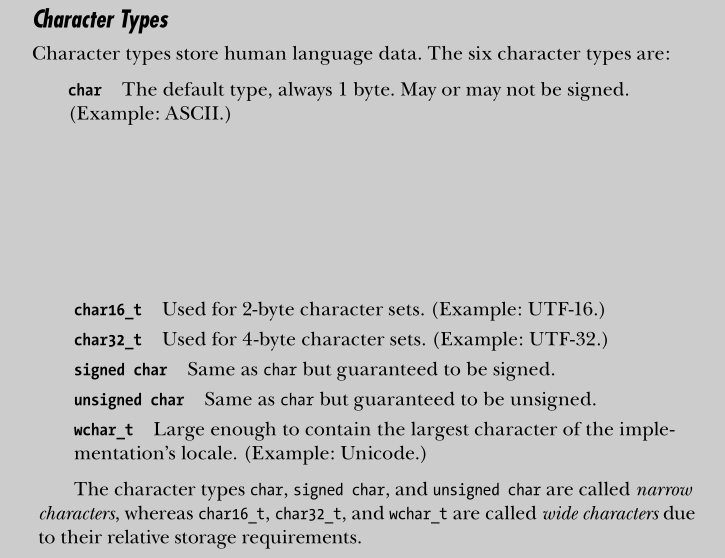 Character Types
Character types store human language data. The six character types are:
char The default type, always 1 byte. May or may not be signed.
(Example: ASCII.)
char16_t Used for 2-byte character sets. (Example: UTF-16.)
char32_t Used for 4-byte character sets. (Example: UTF-32.)
signed char Same as char but guaranteed to be signed.
unsigned char Same as char but guaranteed to be unsigned.
wchar_t Large enough to contain the largest character of the imple-
mentation’s locale. (Example: Unicode.)
The character types char, signed char, and unsigned char are called narrow
characters, whereas char16_t, char32_t, and wchar_t are called wide characters due
to their relative storage requirements.